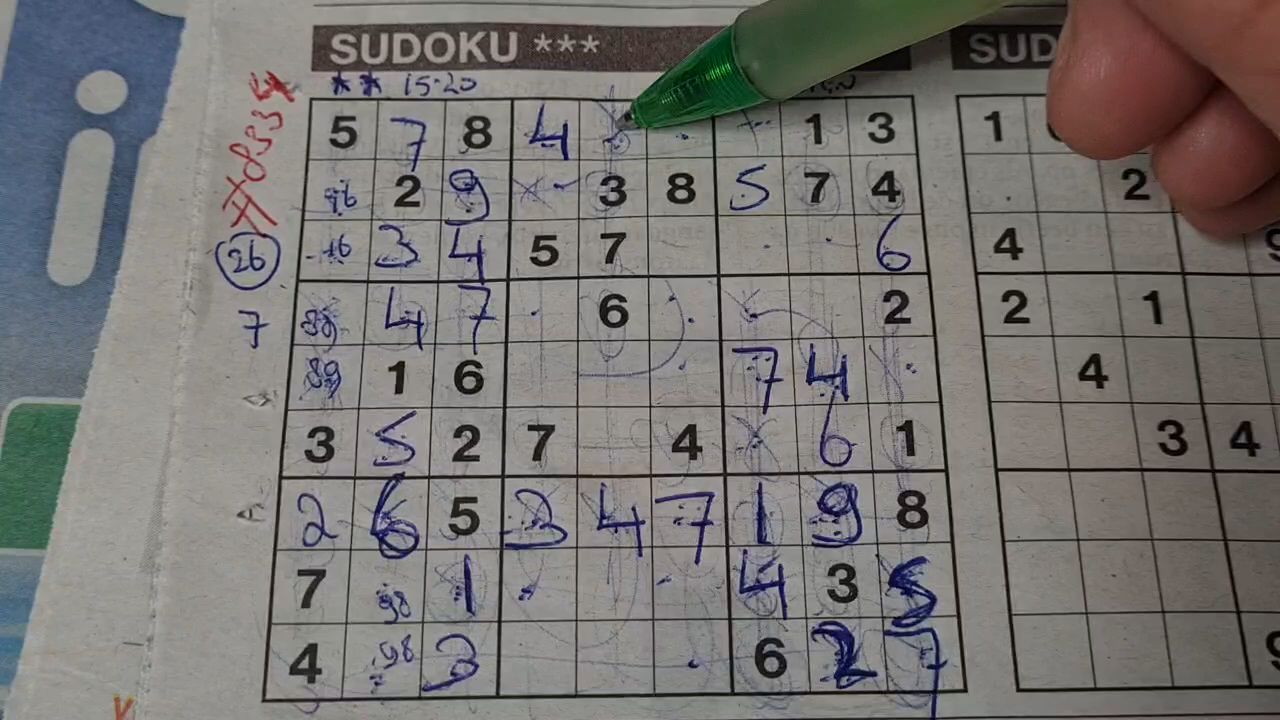 SUDOKU *** SUD
** 15-20
5 7 8 4 1 3 1
2 9 3 8 5 7 4 2
26 3 4 5 7 6 4
7 4 7 6 2 2 1
1 6 7 4 4
3 5 2 7 4 6 1 3 4
2 6 5 3 4 7 1 9 8
7 98 1 4 3 5
4 98 3 6 2 7